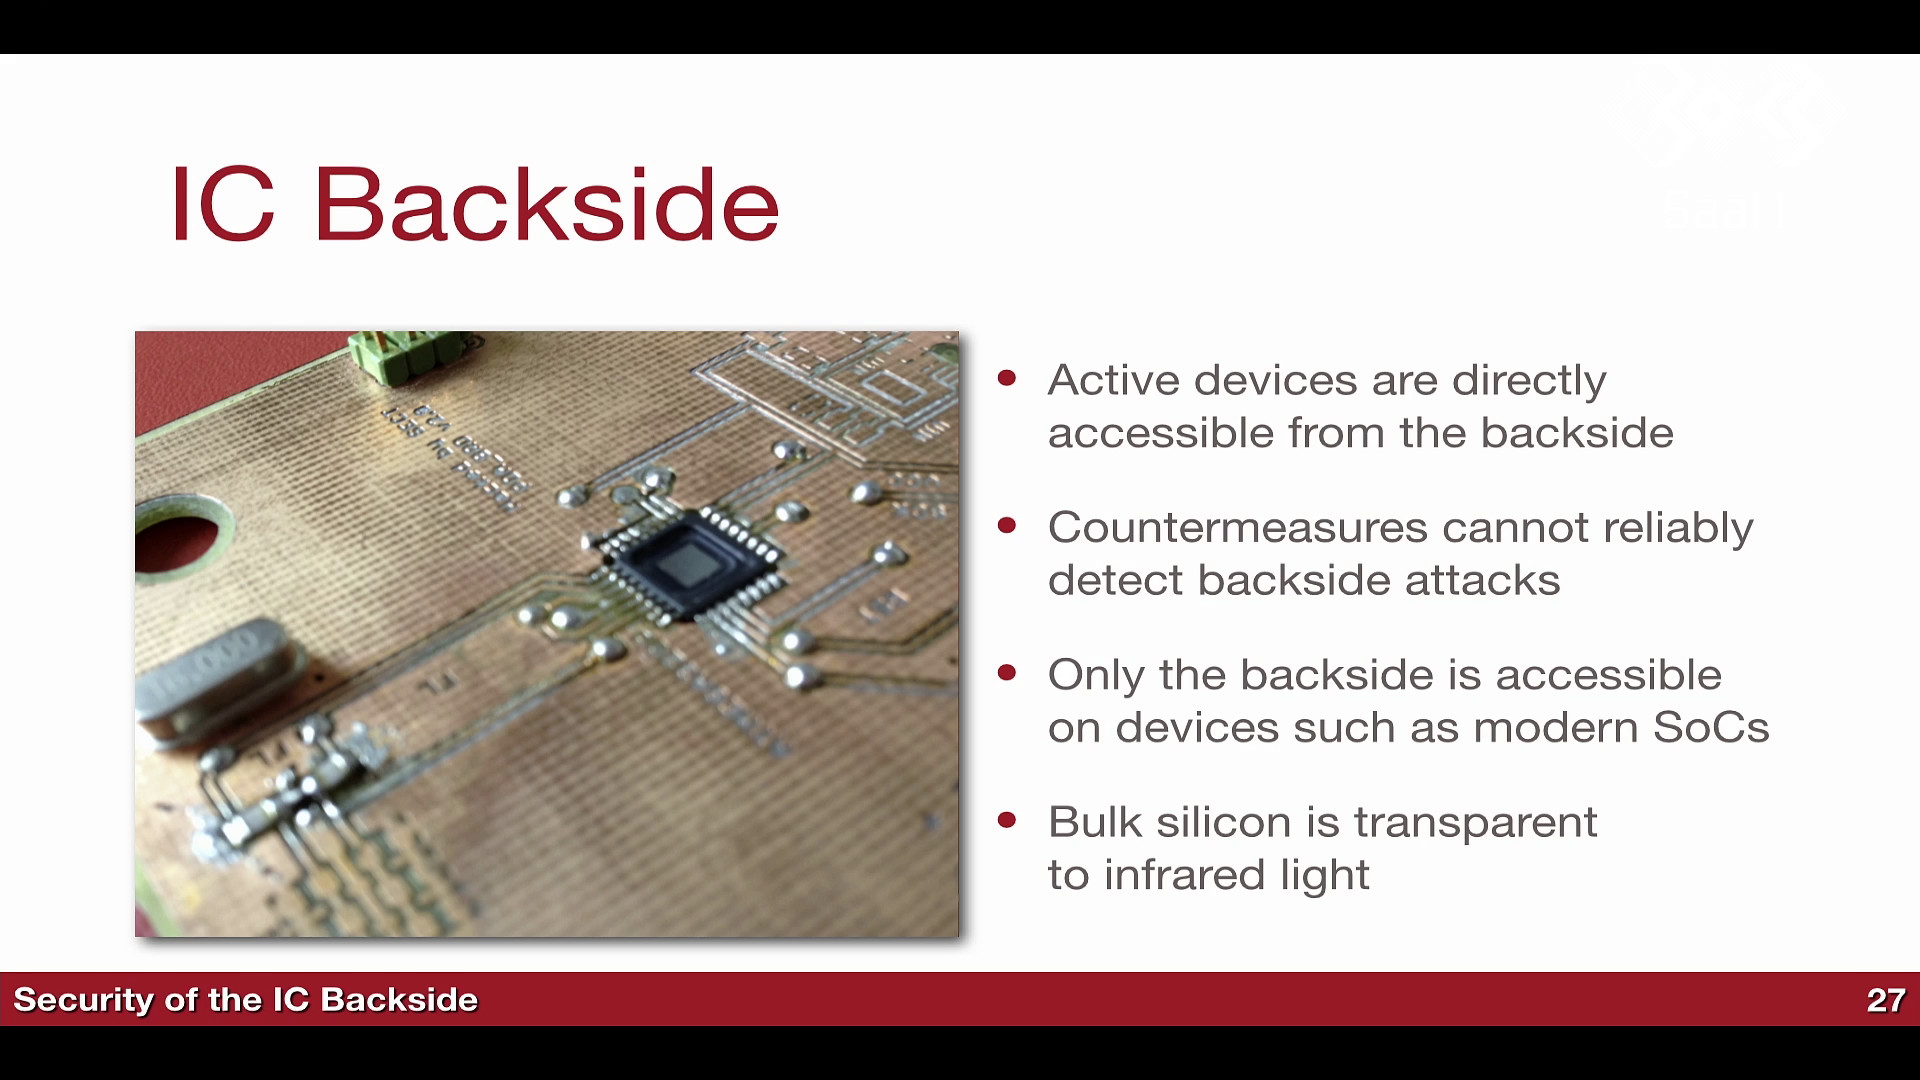 IC Backside
Active devices are directly
accessible from the backside
Countermeasures cannot reliably
detect backside attacks
Only the backside is accessible
on devices such as modern SoCs
Bulk silicon is transparent
to infrared light
Security of the IC Backside
27